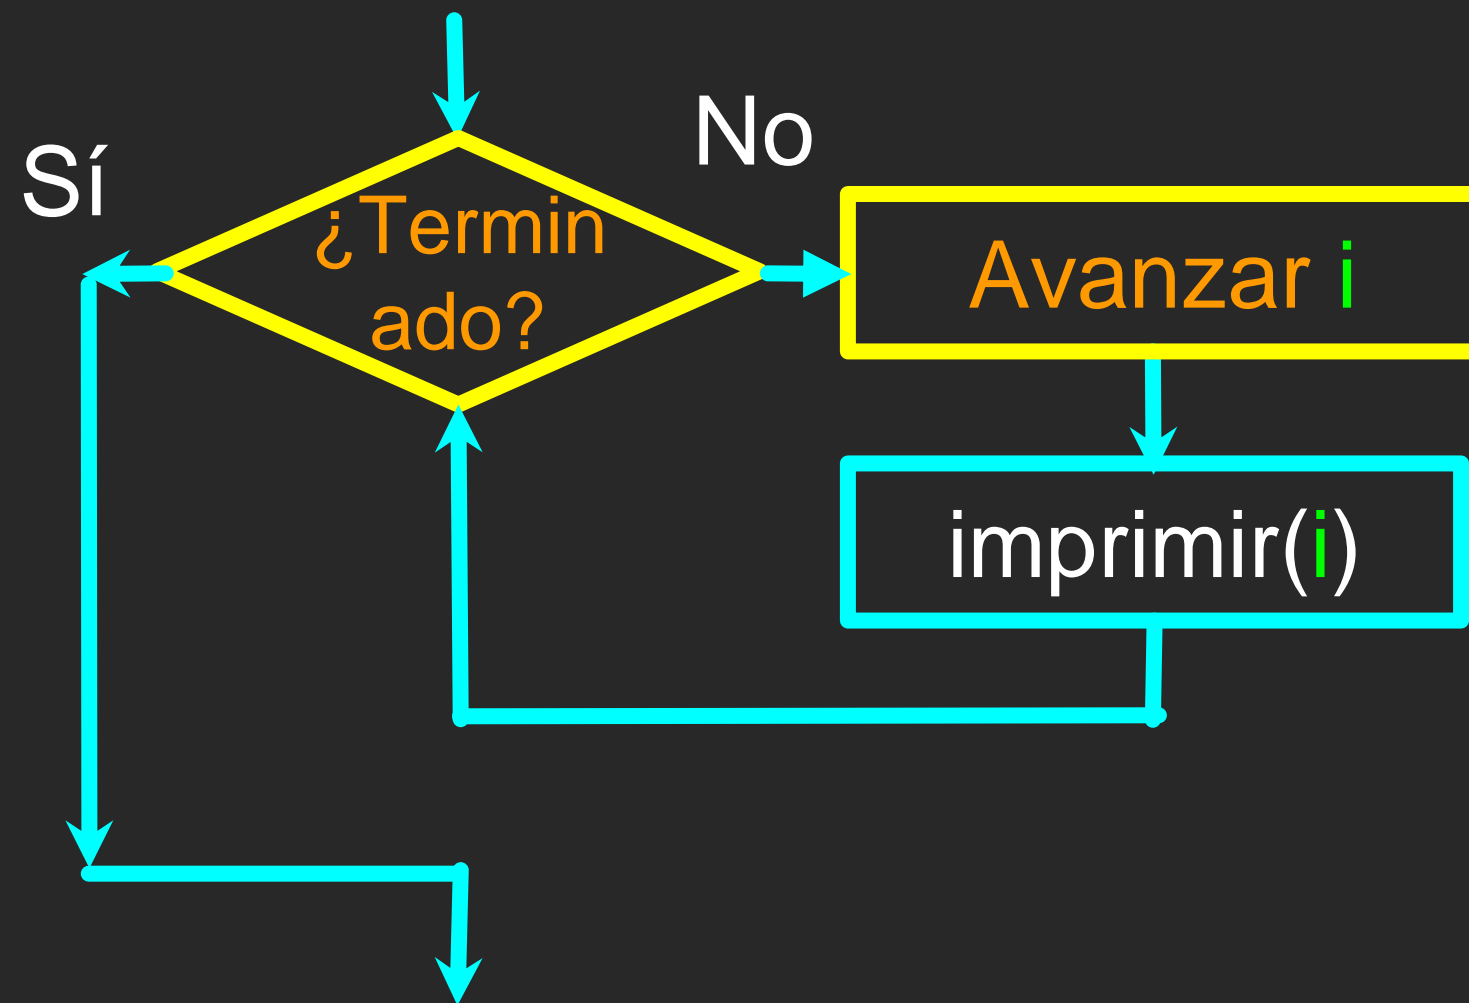 Sí
No
¿Termin
ado?
Avanzar i
imprimir(i)